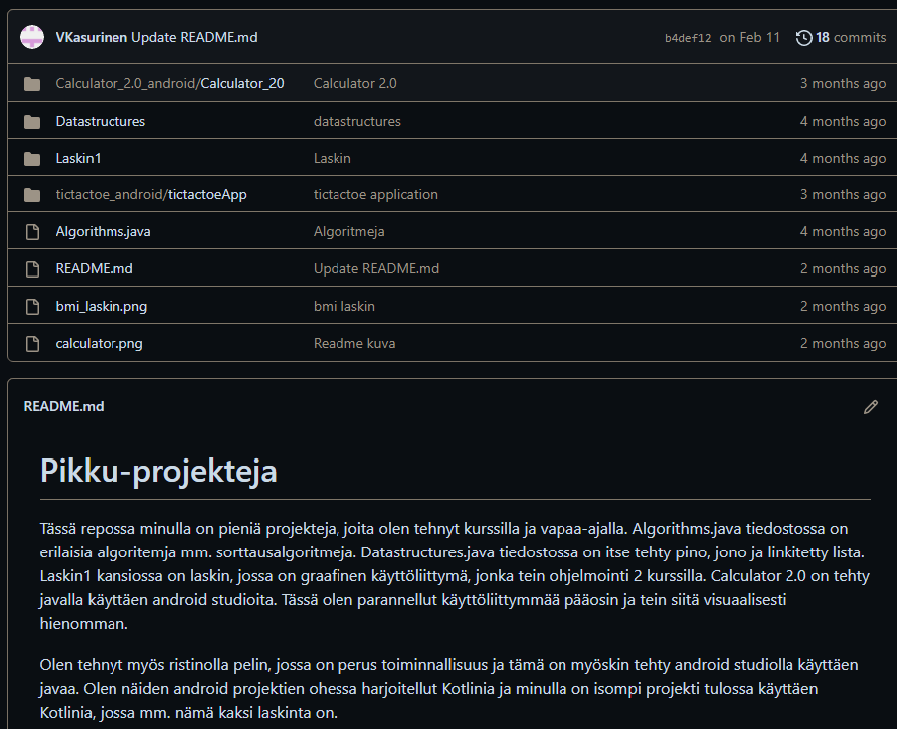 VKasurinen Update README.md b4def12 on Feb 11 18 commits
Calculator_2.0_android/Calculator_20 Calculator 2.0 3 months ago
Datastructures datastructures 4 months ago
Laskin1 Laskin 4 months ago
tictactoe_android/tictactoeApp tictactoe application 3 months ago
Algorithms.java Algoritmeja 4 months ago
README.md Update README.md 2 months ago
bmi_laskin.png bmi laskin 2 months ago
calculator.png Readme kuva 2 months ago
README.md
Pikku-projekteja
Tässä repossa minulla on pieniä projekteja, joita olen tehnyt kurssilla ja vapaa-ajalla. Algorithms.java tiedostossa on
erilaisia algoritemja mm. sorttausalgoritmeja. Datastructures.java tiedostossa on itse tehty pino, jono ja linkitetty lista.
Laskin1 kansiossa on laskin, jossa on graafinen käyttöliittymä, jonka tein ohjelmointi 2 kurssilla. Calculator 2.0 on tehty
javalla käyttäen android studioita. Tässä olen parannellut käyttöliittymmää pääosin ja tein siitä visuaalisesti
hienomman.
Olen tehnyt myös ristinolla pelin, jossa on perus toiminnallisuus ja tämä on myöskin tehty android studiolla käyttäen
javaa. Olen näiden android projektien ohessa harjoitellut Kotlinia ja minulla on isompi projekti tulossa käyttäen
Kotlinia, jossa mm. nämä kaksi laskinta on.